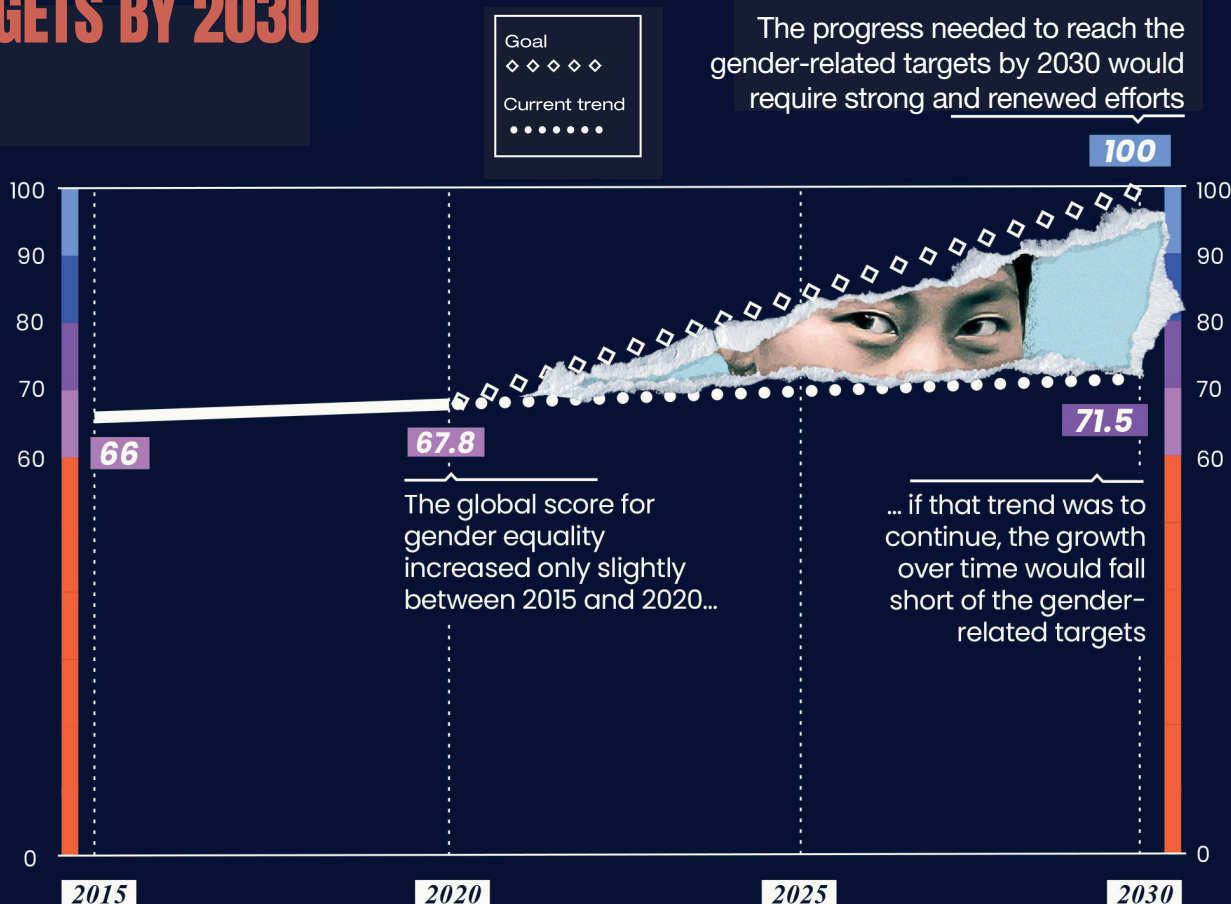 GETS BY 2030
Goal
Current trend
The progress needed to reach the
gender-related targets by 2030 would
require strong and renewed efforts
100
100
90
80
70
60
0
100
90
80
70
60
0
66
67.8
71.5
The global score for
gender equality
increased only slightly
between 2015 and 2020...
... if that trend was to
continue, the growth
over time would fall
short of the gender-
related targets
2015
2020
2025
2030